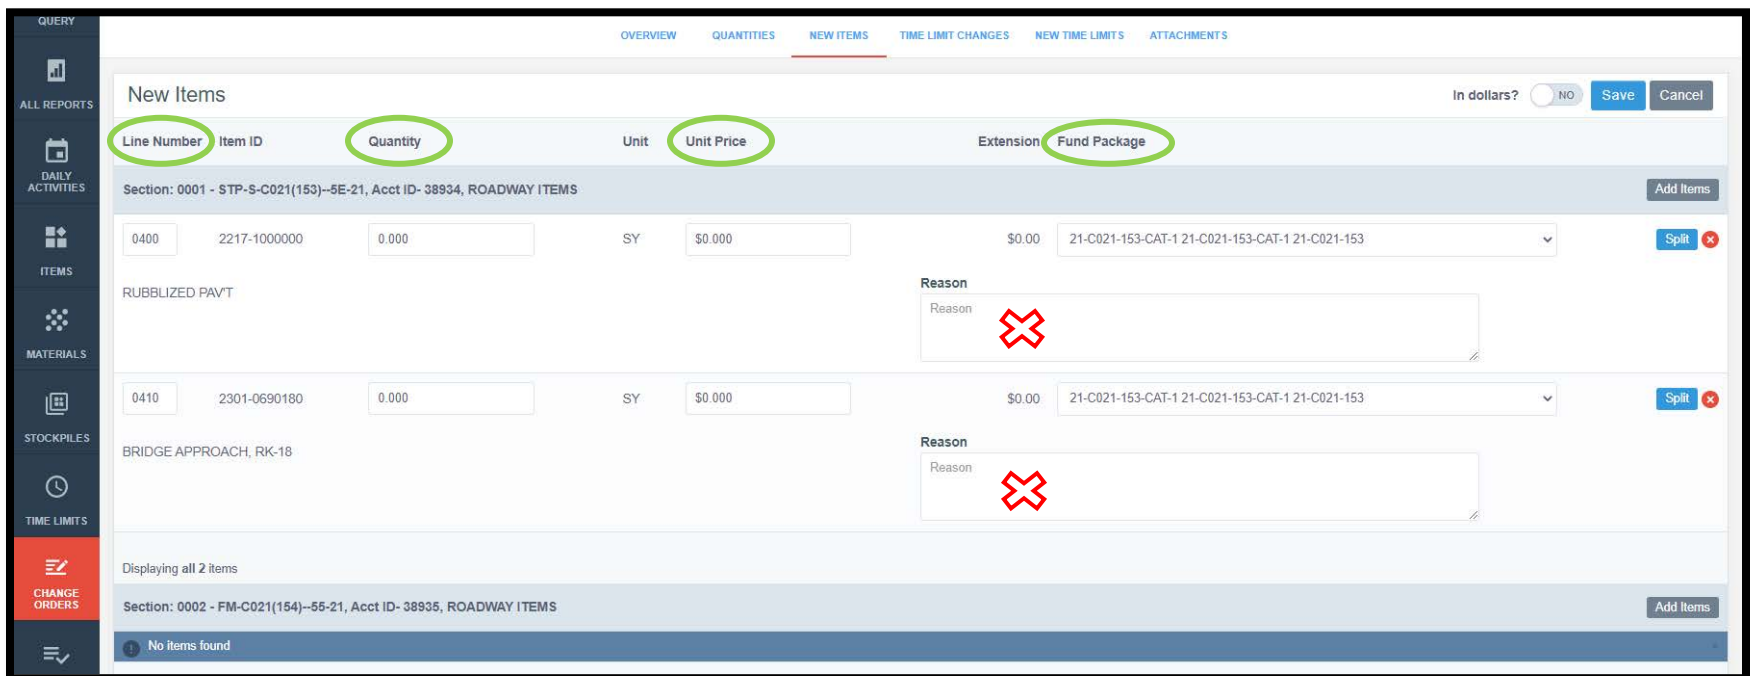 QUERY
ALL REPORTS
DAILY
ACTIVITIES
ITEMS
MATERIALS
STOCKPILES
TIME LIMITS
CHANGE
ORDERS
OVERVIEW QUANTITIES NEW ITEMS TIME LIMIT CHANGES NEW TIME LIMITS ATTACHMENTS
New Items In dollars? NO Save Cancel
Line Number Item ID Quantity Unit Unit Price Extension Fund Package
Section: 0001 - STP-S-C021(153)--5E-21, Acct ID- 38934, ROADWAY ITEMS Add Items
0400 2217-1000000 0.000 SY $0.000 $0.00 21-C021-153-CAT-1 21-C021-153-CAT-1 21-C021-153 Split
RUBBLIZED PAV'T
Reason
Reason
0410 2301-0690180 0.000 SY $0.000 $0.00 21-C021-153-CAT-1 21-C021-153-CAT-1 21-C021-153 Split
BRIDGE APPROACH, RK-18
Reason
Reason
Displaying all 2 items
Section: 0002 - FM-C021(154)--55-21, Acct ID- 38935, ROADWAY ITEMS Add Items
No items found